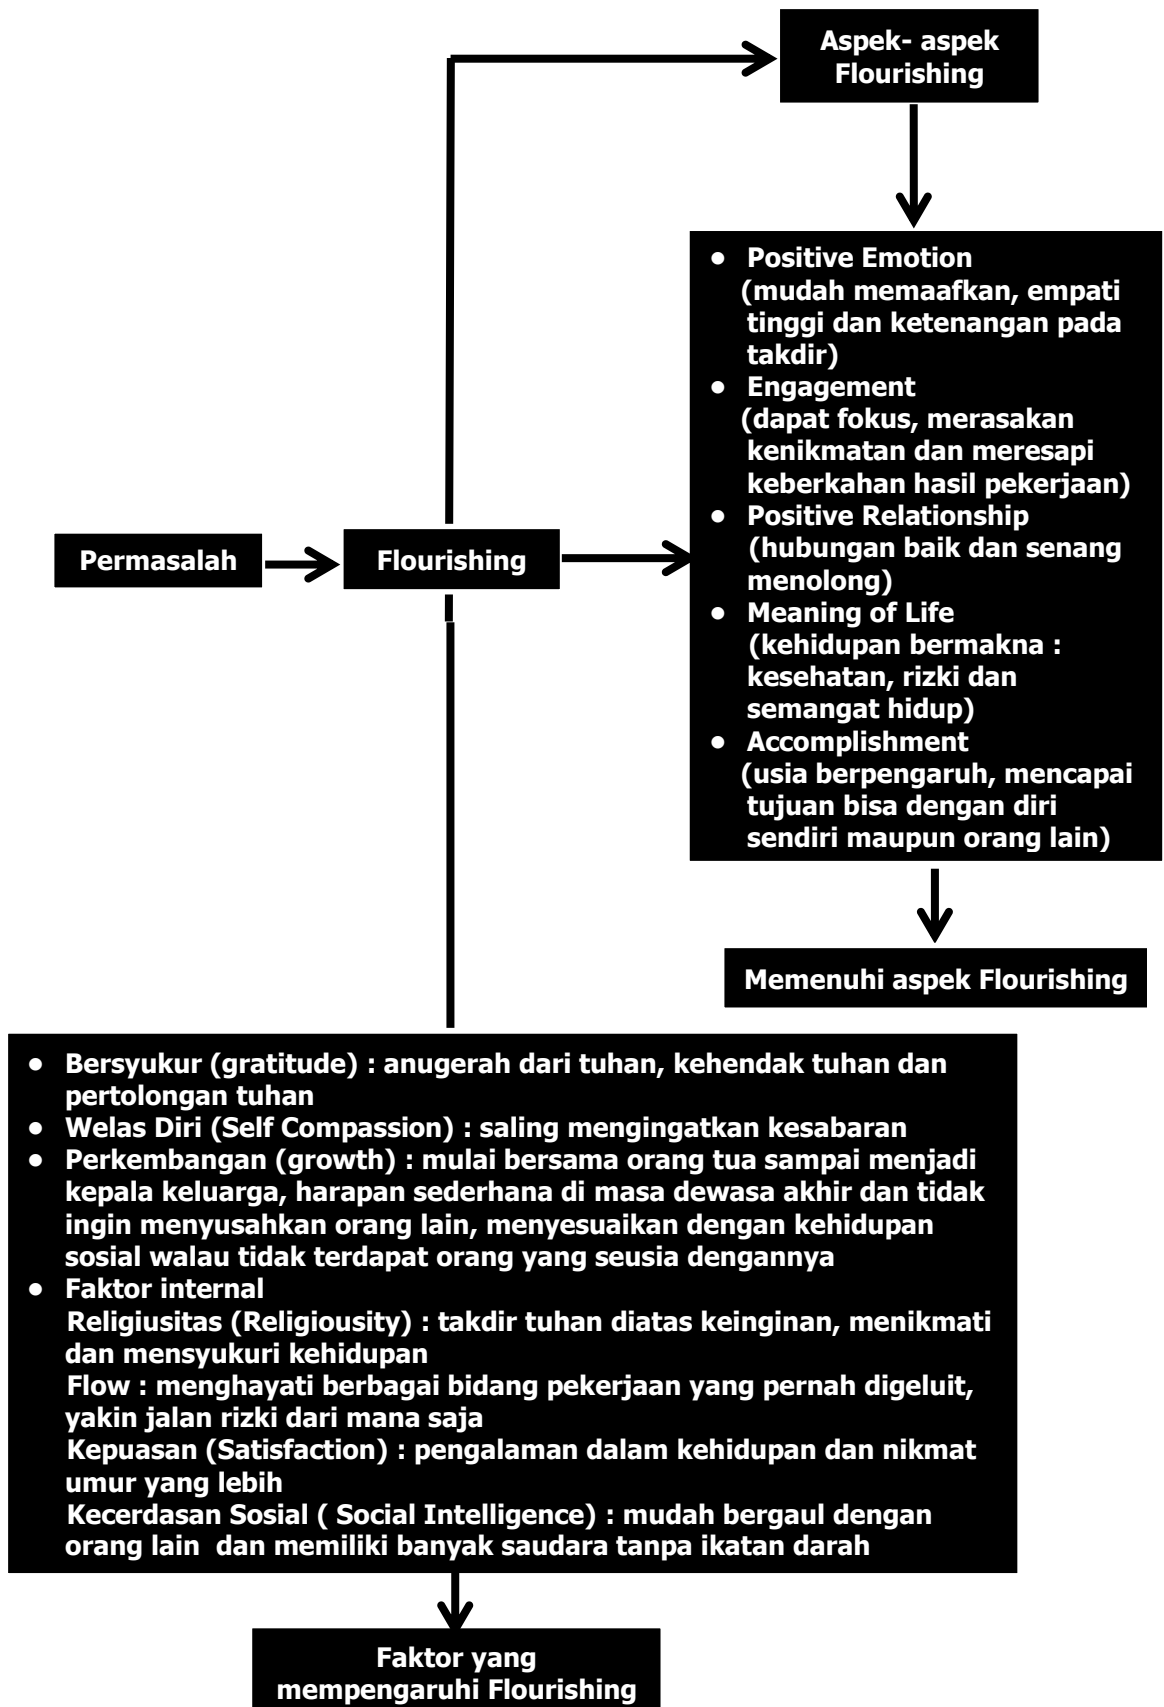 Aspek- aspek
Flourishing
• Positive Emotion
(mudah memaafkan, empati
tinggi dan ketenangan pada
takdir)
• Engagement
(dapat fokus, merasakan
kenikmatan dan meresapi
keberkahan hasil pekerjaan)
• Positive Relationship
(hubungan baik dan senang
menolong)
• Meaning of Life
(kehidupan bermakna :
kesehatan, rizki dan
semangat hidup)
• Accomplishment
(usia berpengaruh, mencapai
tujuan bisa dengan diri
sendiri maupun orang lain)
Permasalah
Flourishing
Memenuhi aspek Flourishing
• Bersyukur (gratitude) : anugerah dari tuhan, kehendak tuhan dan
pertolongan tuhan
• Welas Diri (Self Compassion) : saling mengingatkan kesabaran
• Perkembangan (growth) : mulai bersama orang tua sampai menjadi
kepala keluarga, harapan sederhana di masa dewasa akhir dan tidak
ingin menyusahkan orang lain, menyesuaikan dengan kehidupan
sosial walau tidak terdapat orang yang seusia dengannya
• Faktor internal
Religiusitas (Religiousity) : takdir tuhan diatas keinginan, menikmati
dan mensyukuri kehidupan
Flow : menghayati berbagai bidang pekerjaan yang pernah digeluit,
yakin jalan rizki dari mana saja
Kepuasan (Satisfaction) : pengalaman dalam kehidupan dan nikmat
umur yang lebih
Kecerdasan Sosial ( Social Intelligence) : mudah bergaul dengan
orang lain  dan memiliki banyak saudara tanpa ikatan darah
Faktor yang
mempengaruhi Flourishing